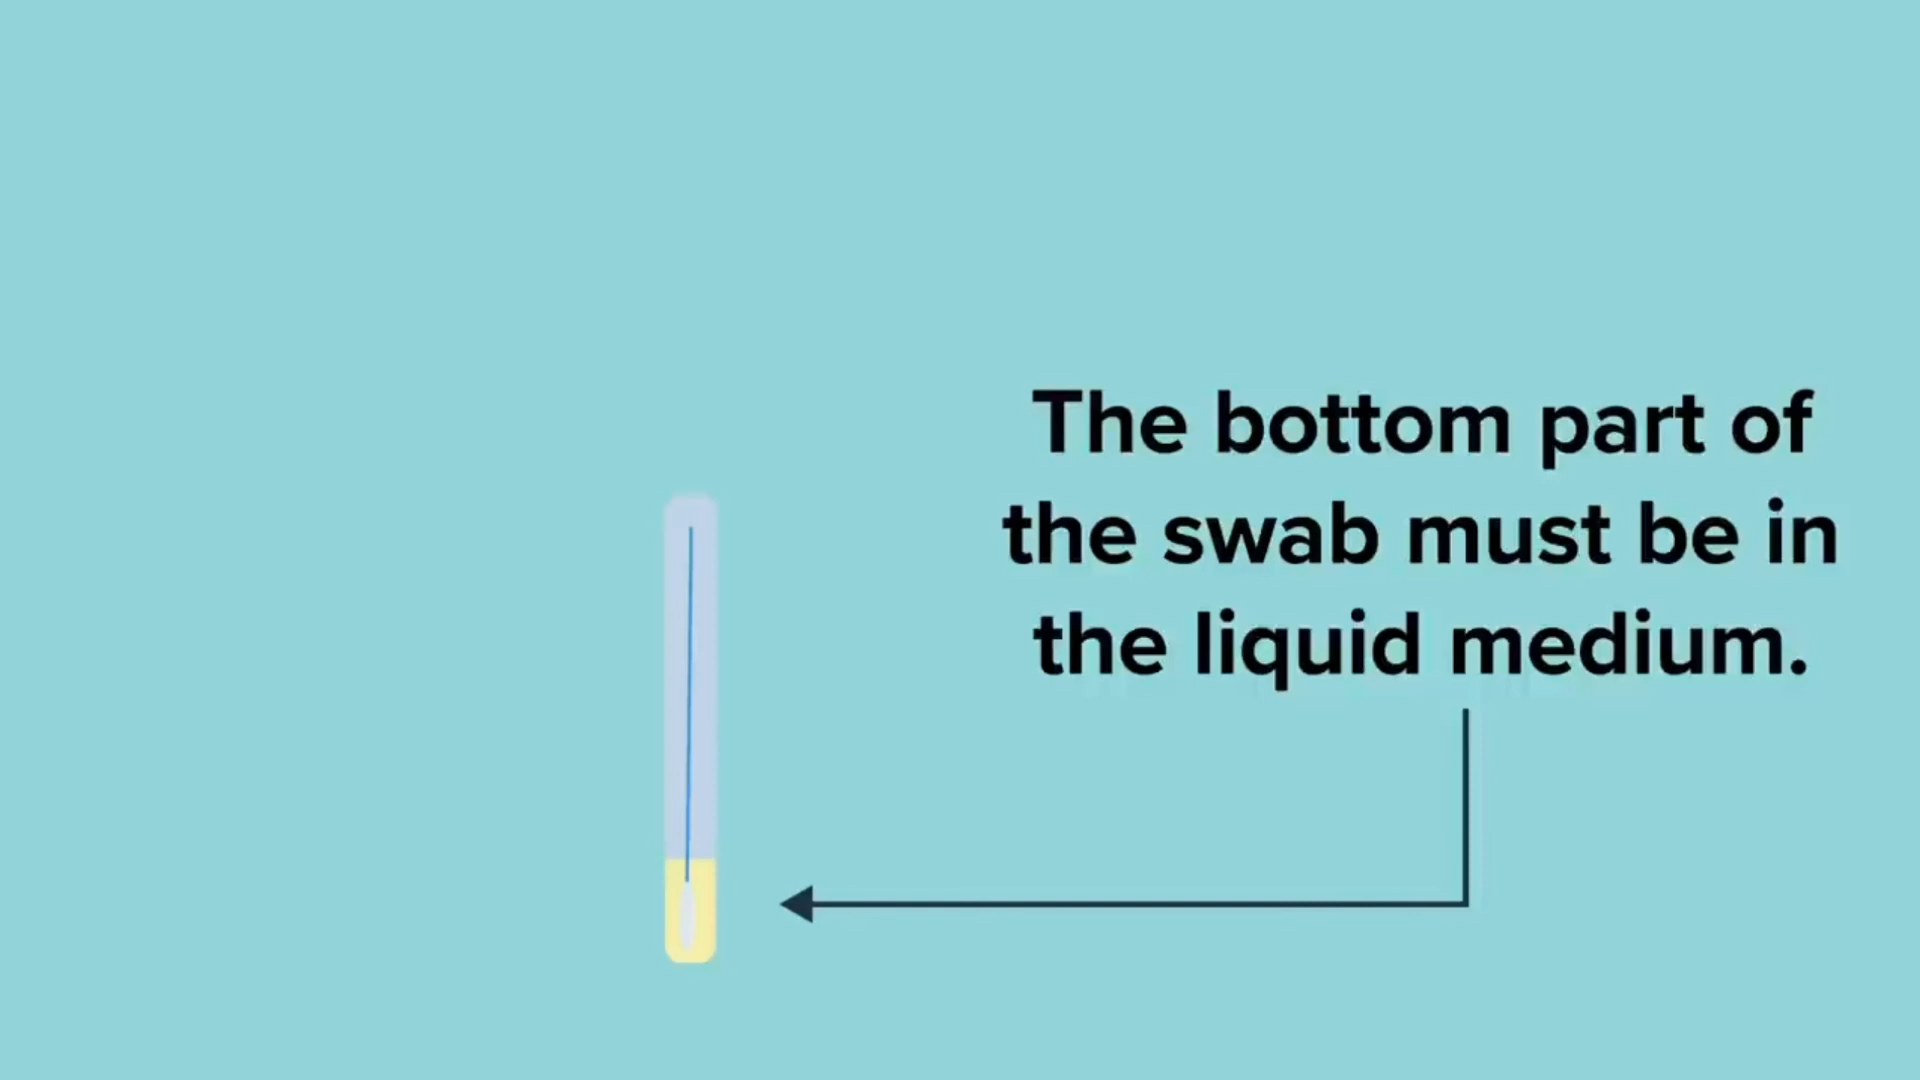 The bottom part of
the swab must be in
the liquid medium.